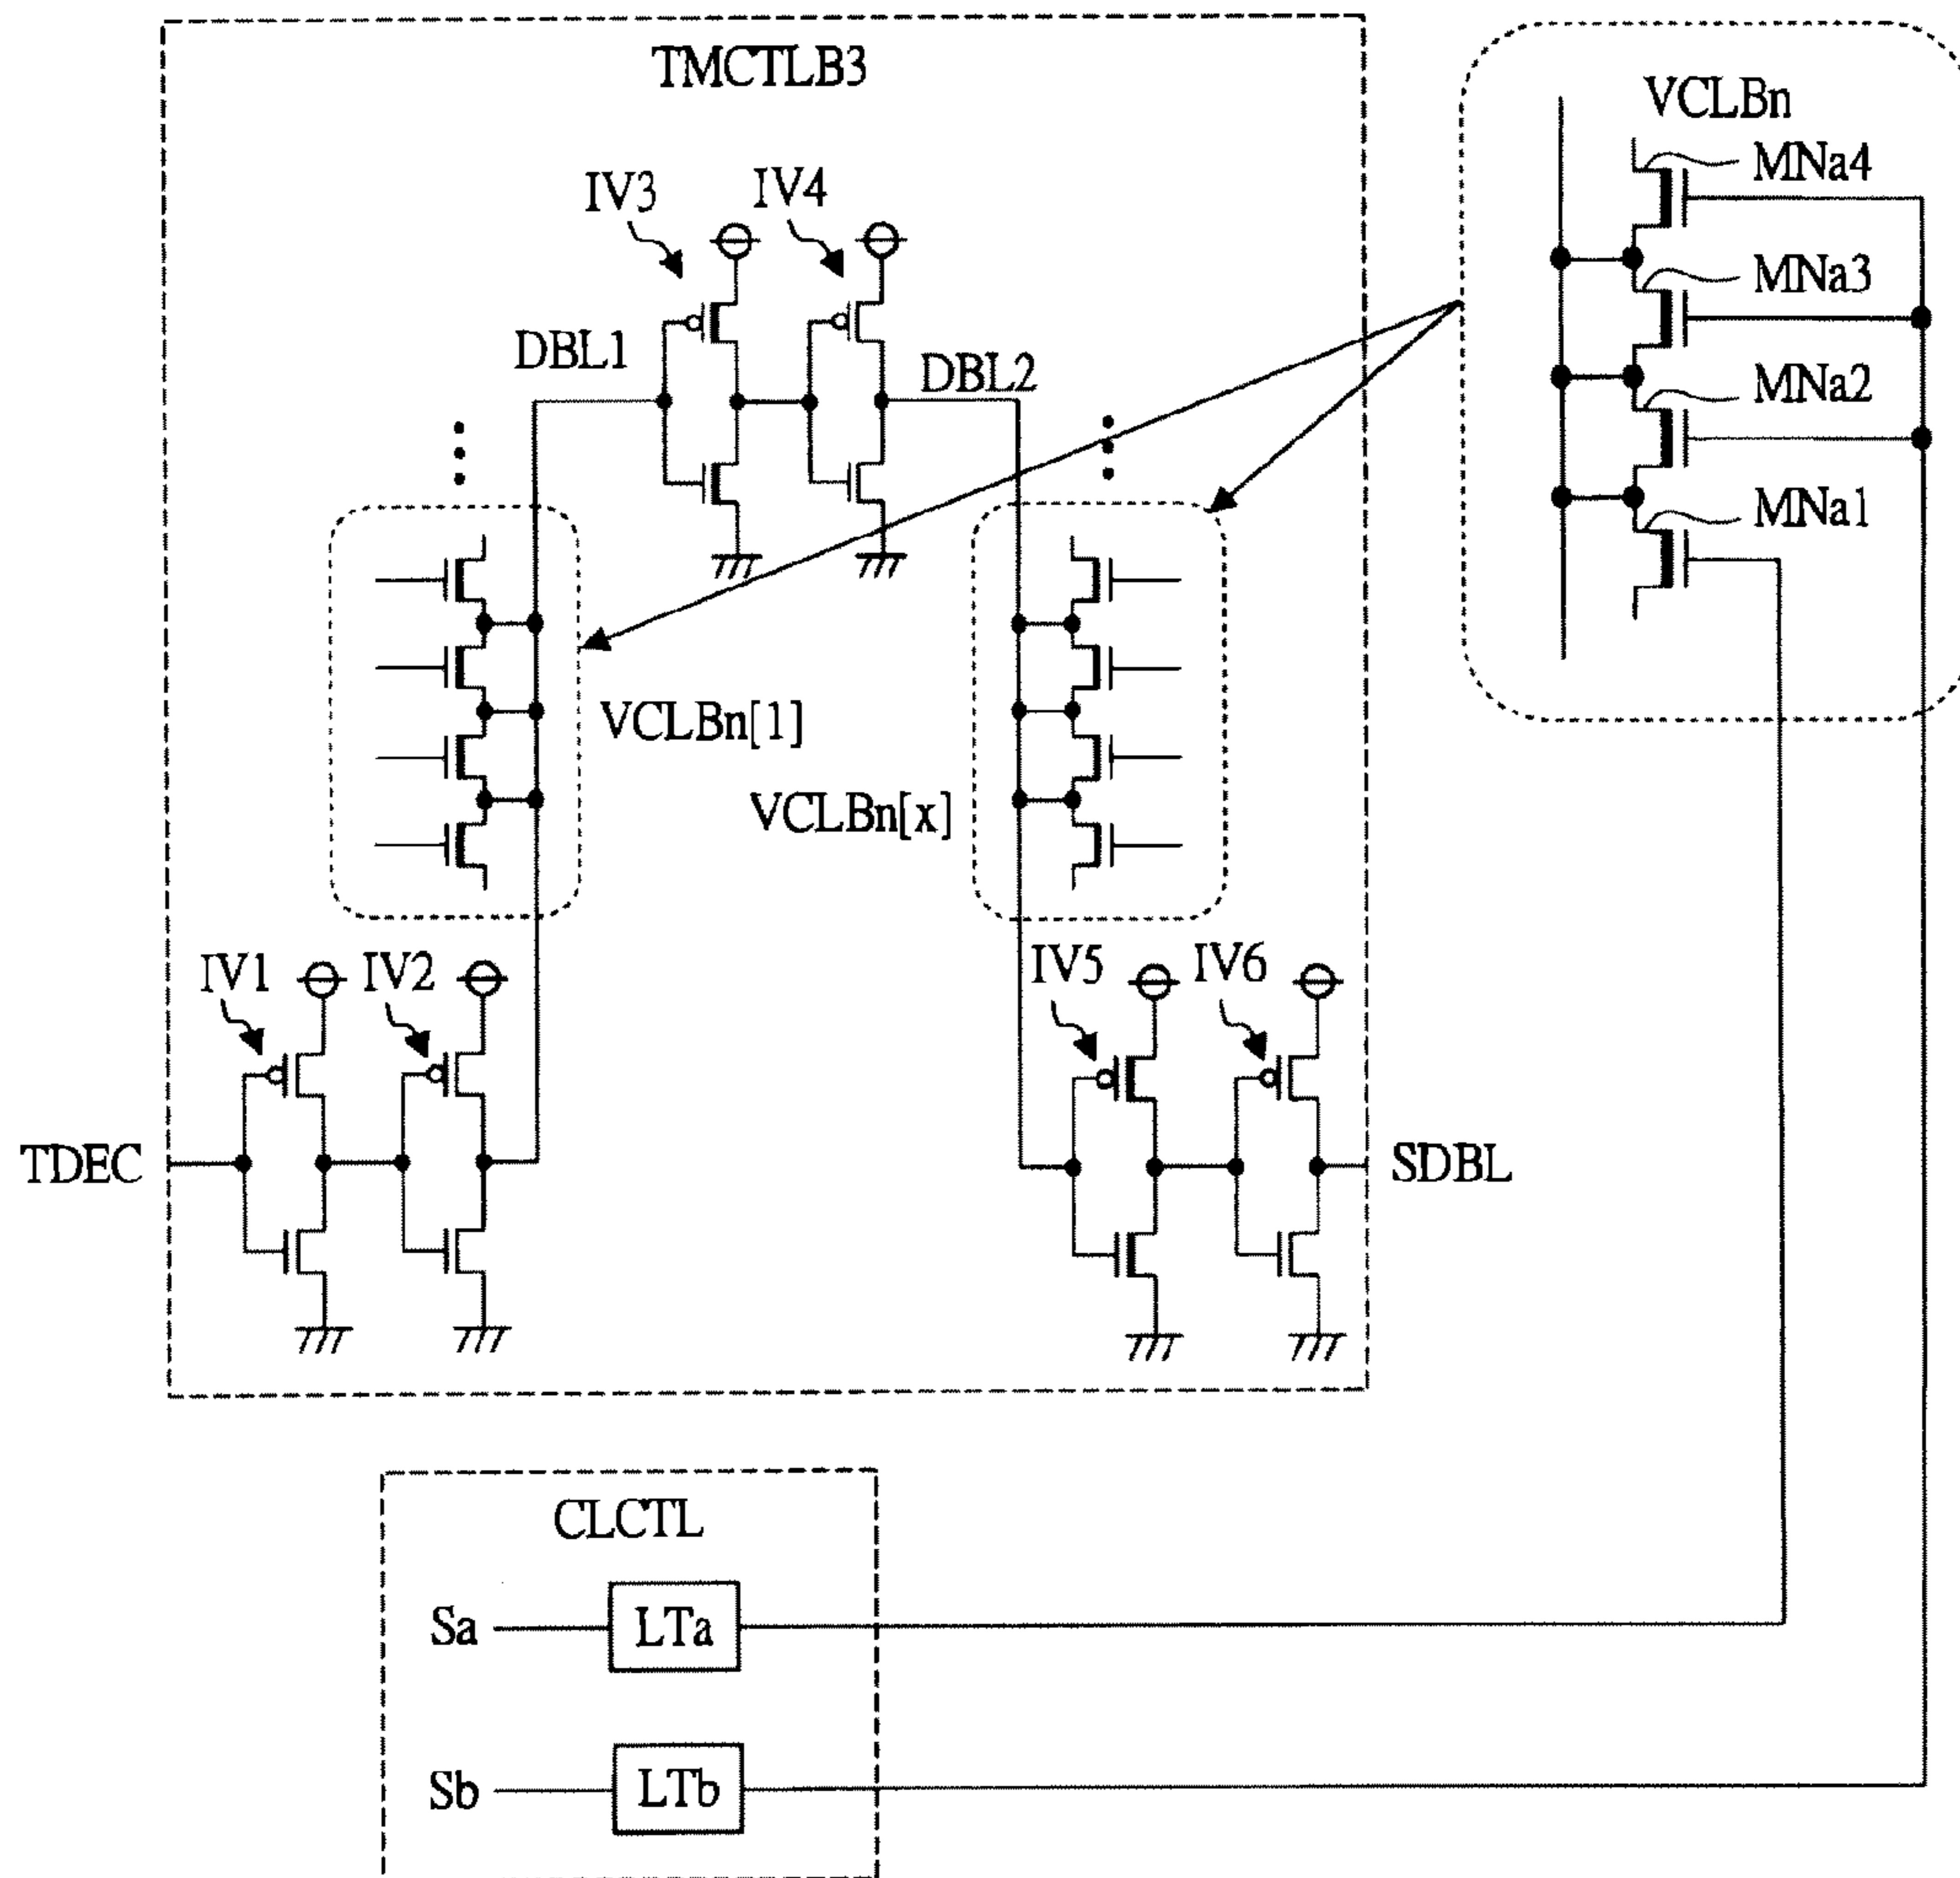 TMCTLB3
VCLBn
MNa4
MNa3
MNa2
MNa1
IV3
IV4
DBL1
DBL2
VCLBn[1]
VCLBn[x]
IV1
IV2
IV5
IV6
TDEC
SDBL
CLCTL
Sa
LTa
Sb
LTb